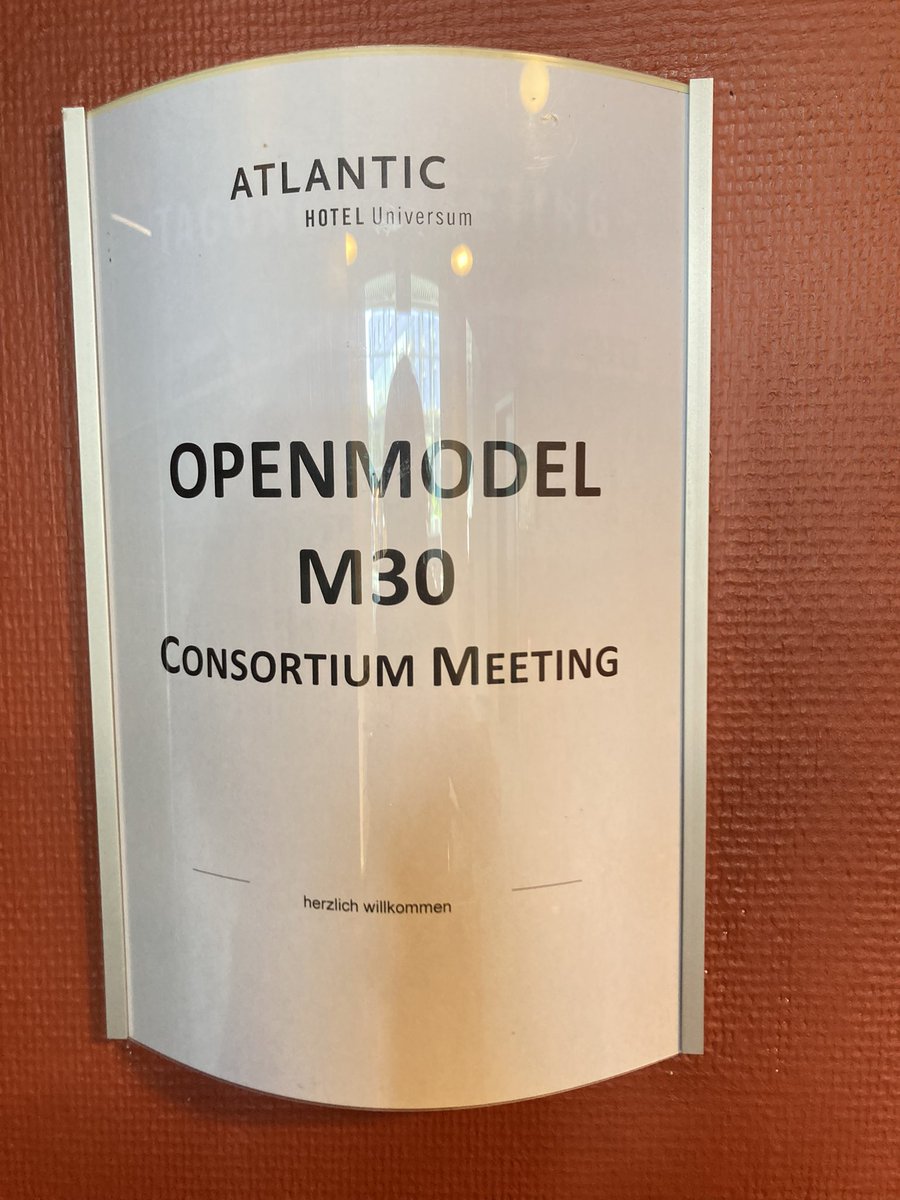 ATLANTIC
HOTEL Universum
OPENMODEL
M30
CONSORTIUM MEETING
herzlich willkommen